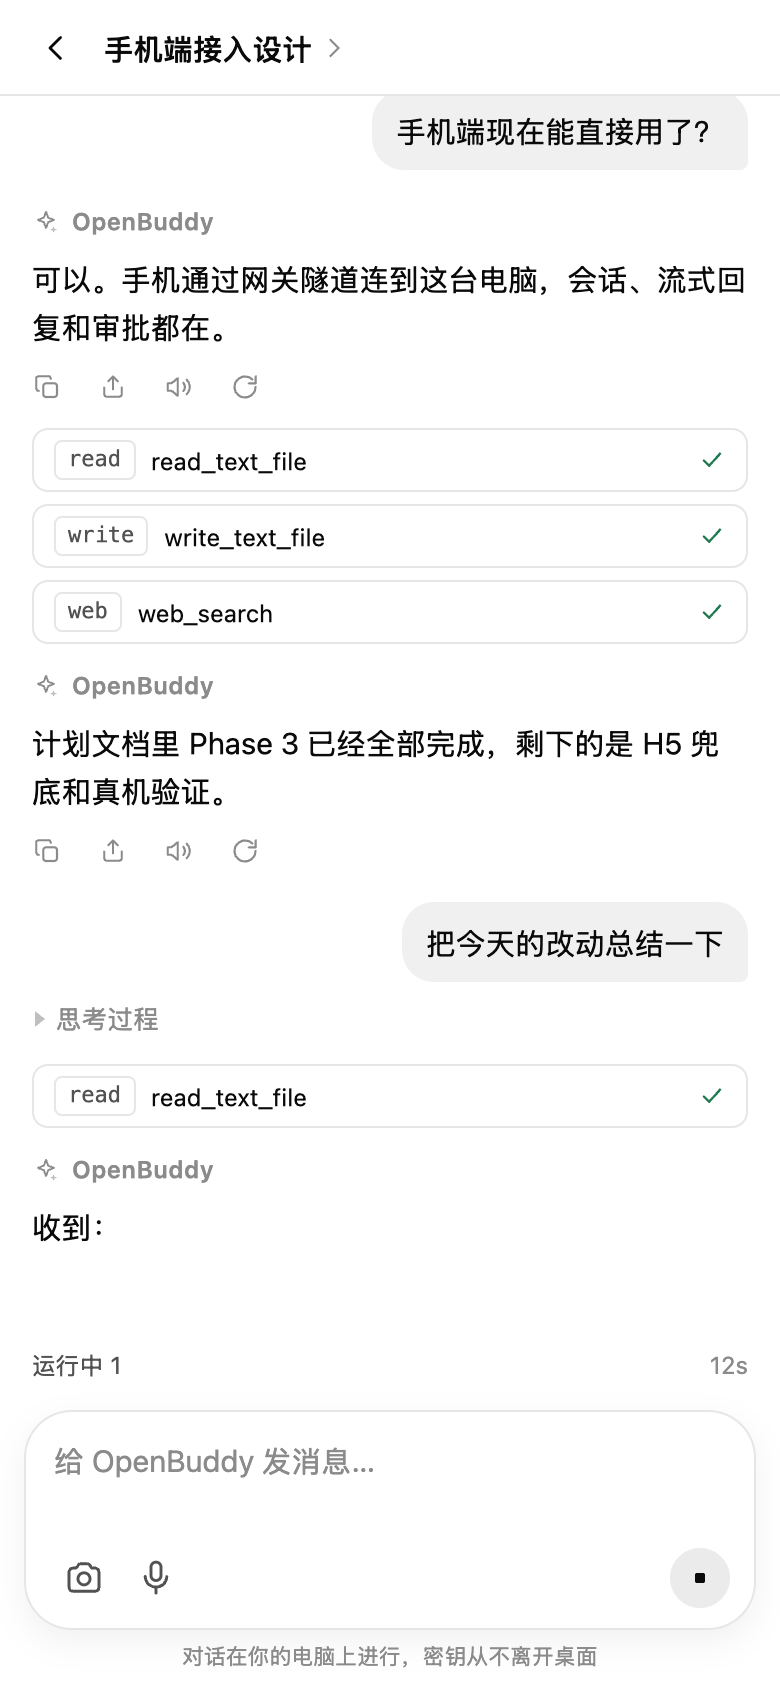 手机端接入设计
手机端现在能直接用了？
OpenBuddy
可以。手机通过网关隧道连到这台电脑，会话、流式回
复和审批都在。
read read_text_file
write write_text_file
web web_search
OpenBuddy
计划文档里 Phase 3 已经全部完成，剩下的是 H5 兜
底和真机验证。
把今天的改动总结一下
思考过程
read read_text_file
OpenBuddy
收到：
运行中 1 12s
给 OpenBuddy 发消息...
对话在你的电脑上进行，密钥从不离开桌面